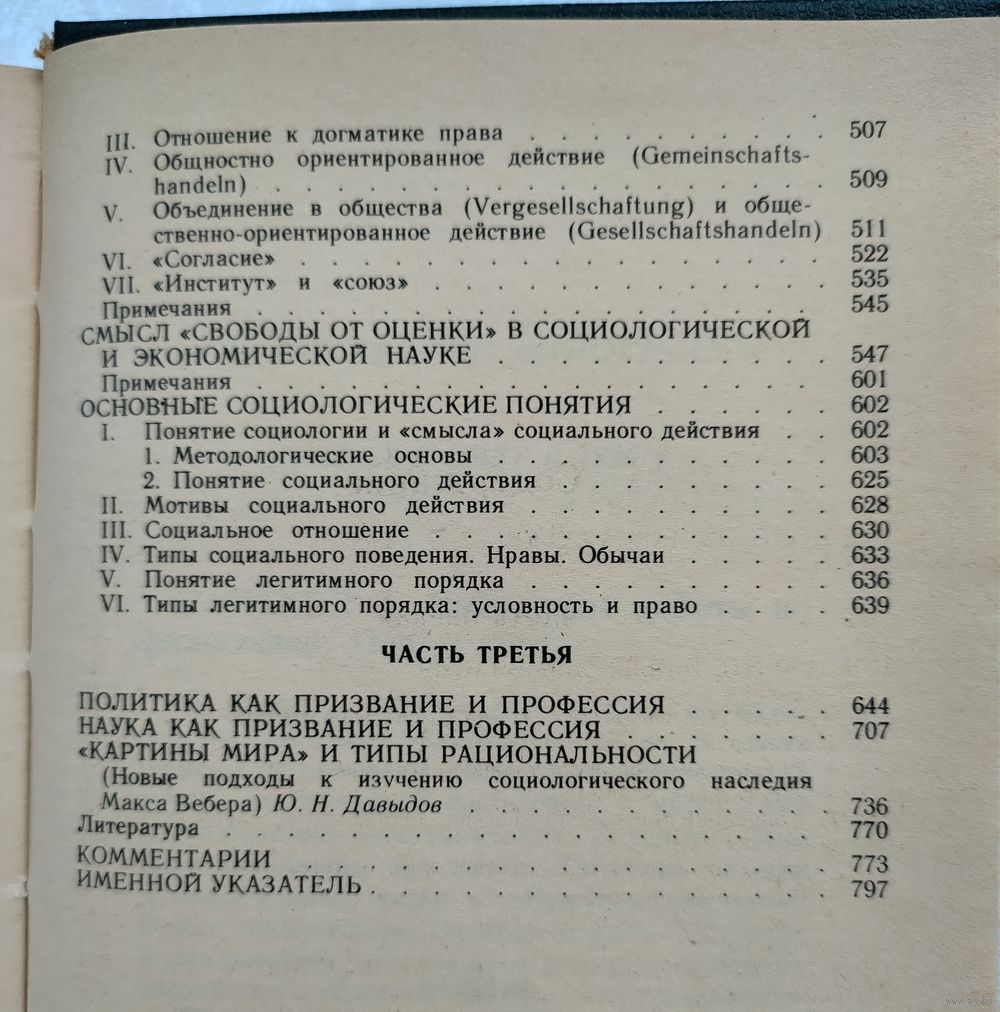 III. Отношение к догматике права . . . . . . . . . . 507
IV. Общностно ориентированное действие (Gemeinschafts-
handeln) . . . . . . . . . . . . . . . . . . 509
V. Объединение в общества (Vergesellschaftung) и обще-
ственно-ориентированное действие (Gesellschaftshandeln) 511
VI. «Согласие» . . . . . . . . . . . . . . . . . 522
VII. «Институт» и «союз» . . . . . . . . . . . . . 535
Примечания . . . . . . . . . . . . . . . . . . 545
СМЫСЛ «СВОБОДЫ ОТ ОЦЕНКИ» В СОЦИОЛОГИЧЕСКОЙ
И ЭКОНОМИЧЕСКОЙ НАУКЕ . . . . . . . . . . . 547
Примечания . . . . . . . . . . . . . . . . . . 601
ОСНОВНЫЕ СОЦИОЛОГИЧЕСКИЕ ПОНЯТИЯ . . . . . . 602
I. Понятие социологии и «смысла» социального действия . . 602
1. Методологические основы . . . . . . . . . . . 603
2. Понятие социального действия . . . . . . . . . 625
II. Мотивы социального действия . . . . . . . . . . 628
III. Социальное отношение . . . . . . . . . . . . . 630
IV. Типы социального поведения. Нравы. Обычаи . . . . . 633
V. Понятие легитимного порядка . . . . . . . . . . 636
VI. Типы легитимного порядка: условность и право . . . . 639
ЧАСТЬ ТРЕТЬЯ
ПОЛИТИКА КАК ПРИЗВАНИЕ И ПРОФЕССИЯ . . . . . 644
НАУКА КАК ПРИЗВАНИЕ И ПРОФЕССИЯ . . . . . . . 707
«КАРТИНЫ МИРА» И ТИПЫ РАЦИОНАЛЬНОСТИ
(Новые подходы к изучению социологического наследия
Макса Вебера) Ю. Н. Давыдов . . . . . . . . . . . . 736
Литература . . . . . . . . . . . . . . . . . . . 770
КОММЕНТАРИИ . . . . . . . . . . . . . . . . . 773
ИМЕННОЙ УКАЗАТЕЛЬ . . . . . . . . . . . . . . . 797
www.ay.by